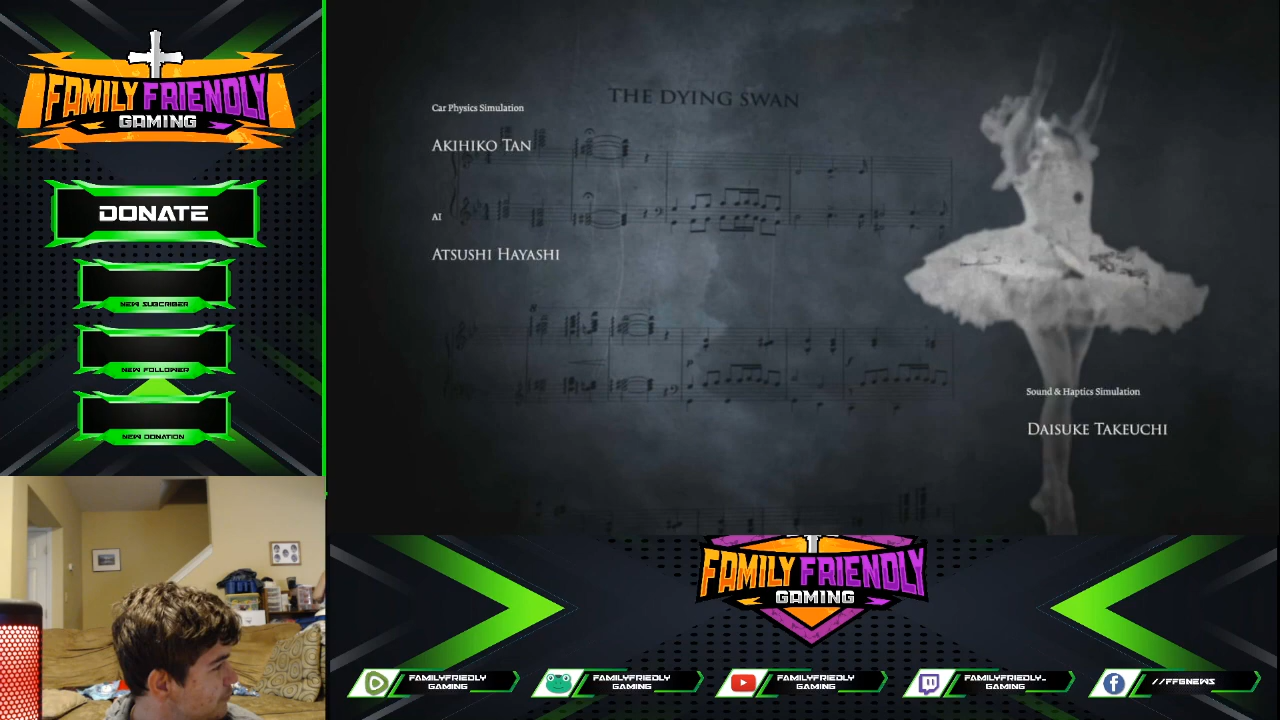 FAMILY FRIENDLY
GAMING
DONATE
NEW SUBCRIBER
NEW FOLLOWER
NEW DONATION
THE DYING SWAN
Car Physics Simulation
AKIHIKO TAN
AI
ATSUSHI HAYASHI
Sound & Haptics Simulation
DAISUKE TAKEUCHI
FAMILY FRIENDLY
GAMING
FAMILYFRIEDLY
GAMING
FAMILYFRIEDLY
GAMING
FAMILYFRIEDLY
GAMING
FAMILYFRIEDLY_
GAMING
//FFGNEWS